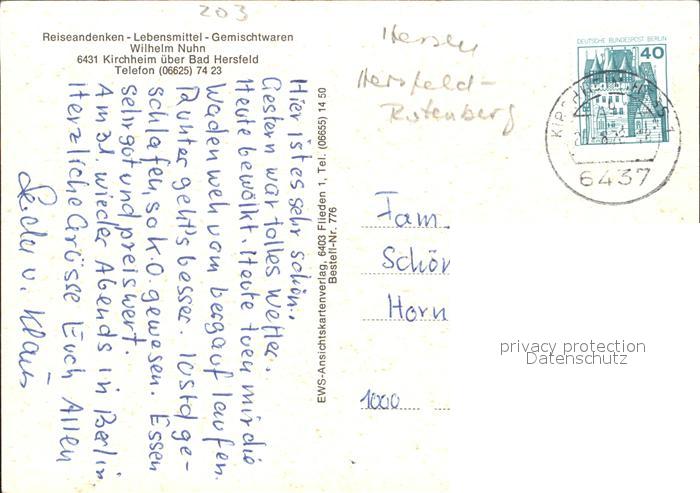 203
Reiseandenken - Lebensmittel - Gemischtwaren
Wilhelm Nuhn
6431 Kirchheim über Bad Hersfeld
Telefon (06625) 74 23
Hier ist es sehr schön.
Gestern war tolles Wetter.
Heute bewölkt. Heute tuen mir die
Waden weh vom bergauf laufen.
Runter geht's besser. 10 Std ge-
schlafen, so k.o. gewesen. Essen
sehr gut und preiswert.
Am 31. wieder Abends in Berlin
Herzliche Grüsse Euch Allen
u. Klaus
EWS-Ansichtskartenverlag, 6403 Flieden 1, Tel. (06655) 14 50
Bestell-Nr. 776
Hessen
Hersfeld-
Rotenberg
DEUTSCHE BUNDESPOST BERLIN
40
6437
Fam.
Schön
Horn
1000
privacy protection
Datenschutz